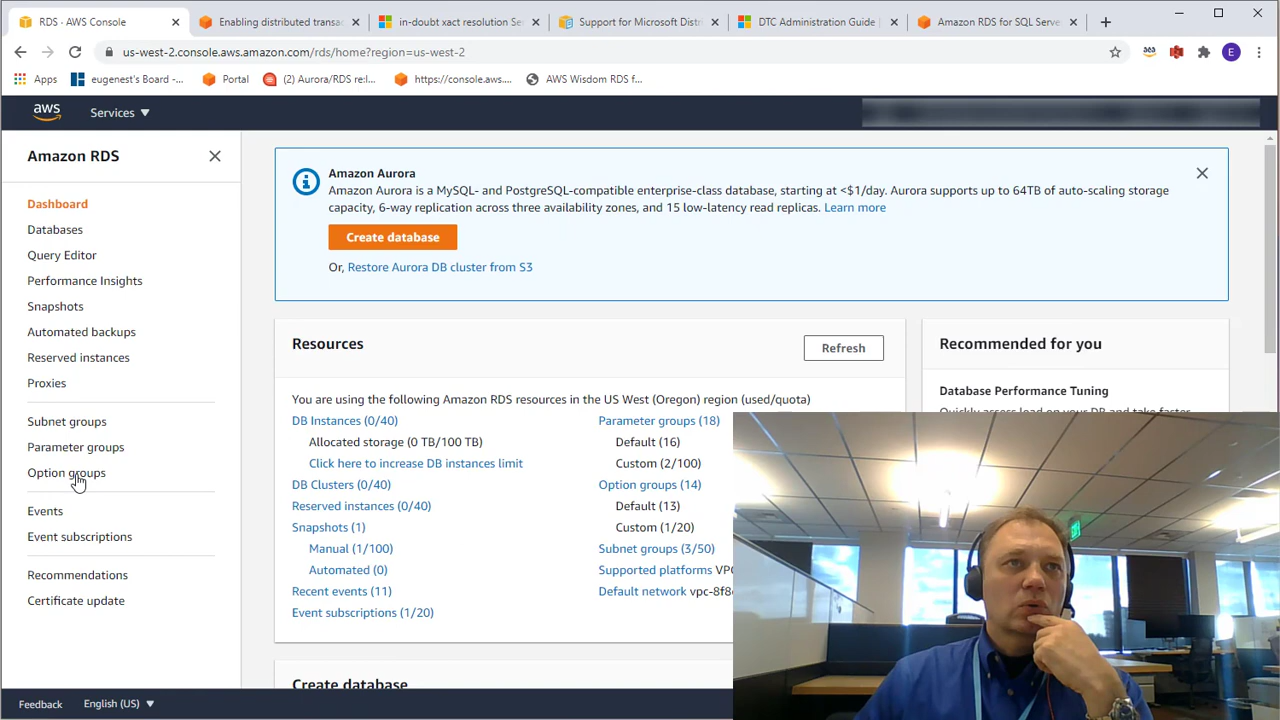 RDS - AWS Console
Enabling distributed transac
in-doubt xact resolution Se
Support for Microsoft Distri
DTC Administration Guide |
Amazon RDS for SQL Serve
us-west-2.console.aws.amazon.com/rds/home?region=us-west-2
E
Apps
eugenest's Board -...
Portal
(2) Aurora/RDS re:I...
https://console.aws....
AWS Wisdom RDS f...
aws
Services
Amazon RDS
Dashboard
Databases
Query Editor
Performance Insights
Snapshots
Automated backups
Reserved instances
Proxies
Subnet groups
Parameter groups
Option groups
Events
Event subscriptions
Recommendations
Certificate update
Amazon Aurora
Amazon Aurora is a MySQL- and PostgreSQL-compatible enterprise-class database, starting at <$1/day. Aurora supports up to 64TB of auto-scaling storage
capacity, 6-way replication across three availability zones, and 15 low-latency read replicas. Learn more
Create database
Or, Restore Aurora DB cluster from S3
Resources
Refresh
You are using the following Amazon RDS resources in the US West (Oregon) region (used/quota)
DB Instances (0/40)
Allocated storage (0 TB/100 TB)
Click here to increase DB instances limit
DB Clusters (0/40)
Reserved instances (0/40)
Snapshots (1)
Manual (1/100)
Automated (0)
Recent events (11)
Event subscriptions (1/20)
Parameter groups (18)
Default (16)
Custom (2/100)
Option groups (14)
Default (13)
Custom (1/20)
Subnet groups (3/50)
Supported platforms VPC
Default network vpc-8f8
Recommended for you
Database Performance Tuning
Quickly assess load on your DB and take faster
Create database
Feedback
English (US)